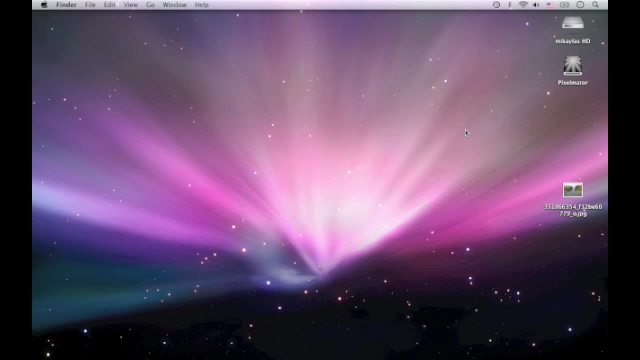 Finder File Edit View Go Window Help
mikaylas HD
Pixelmator
351866354_f32be60
779_o.jpg